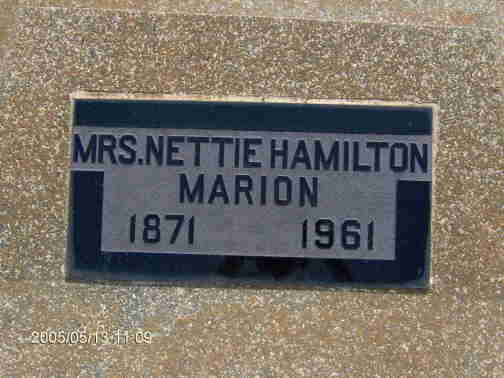 MRS. NETTIE HAMILTON
MARION
1871 1961
2005/05/13 11:09